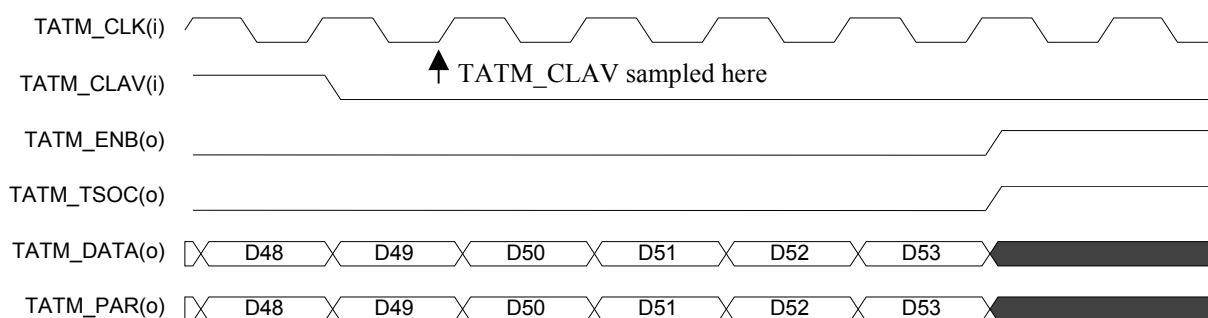 TATM_CLK(i)
TATM_CLAV sampled here
TATM_CLAV(i)
TATM_ENB(o)
TATM_TSOC(o)
TATM_DATA(o) D48 D49 D50 D51 D52 D53
TATM_PAR(o) D48 D49 D50 D51 D52 D53